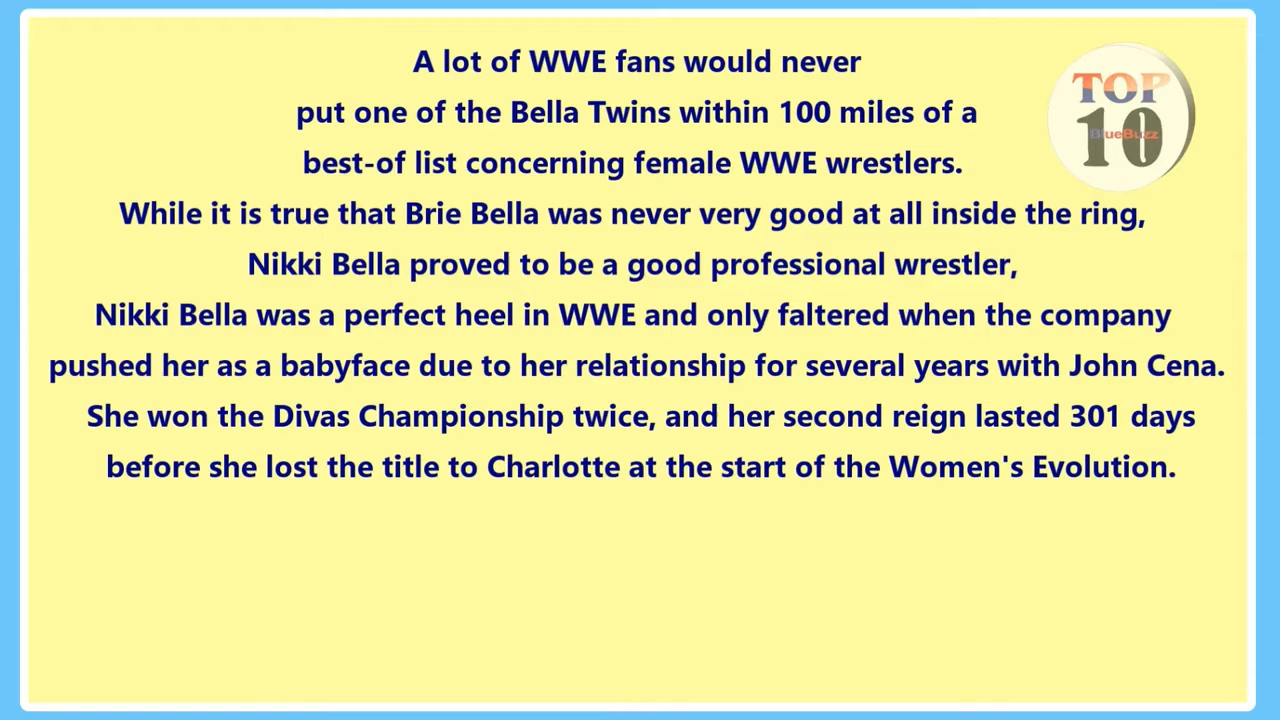 A lot of WWE fans would never
put one of the Bella Twins within 100 miles of a
best-of list concerning female WWE wrestlers.
While it is true that Brie Bella was never very good at all inside the ring,
Nikki Bella proved to be a good professional wrestler,
Nikki Bella was a perfect heel in WWE and only faltered when the company
pushed her as a babyface due to her relationship for several years with John Cena.
She won the Divas Championship twice, and her second reign lasted 301 days
before she lost the title to Charlotte at the start of the Women's Evolution.
TOP
10
BlueBuzz